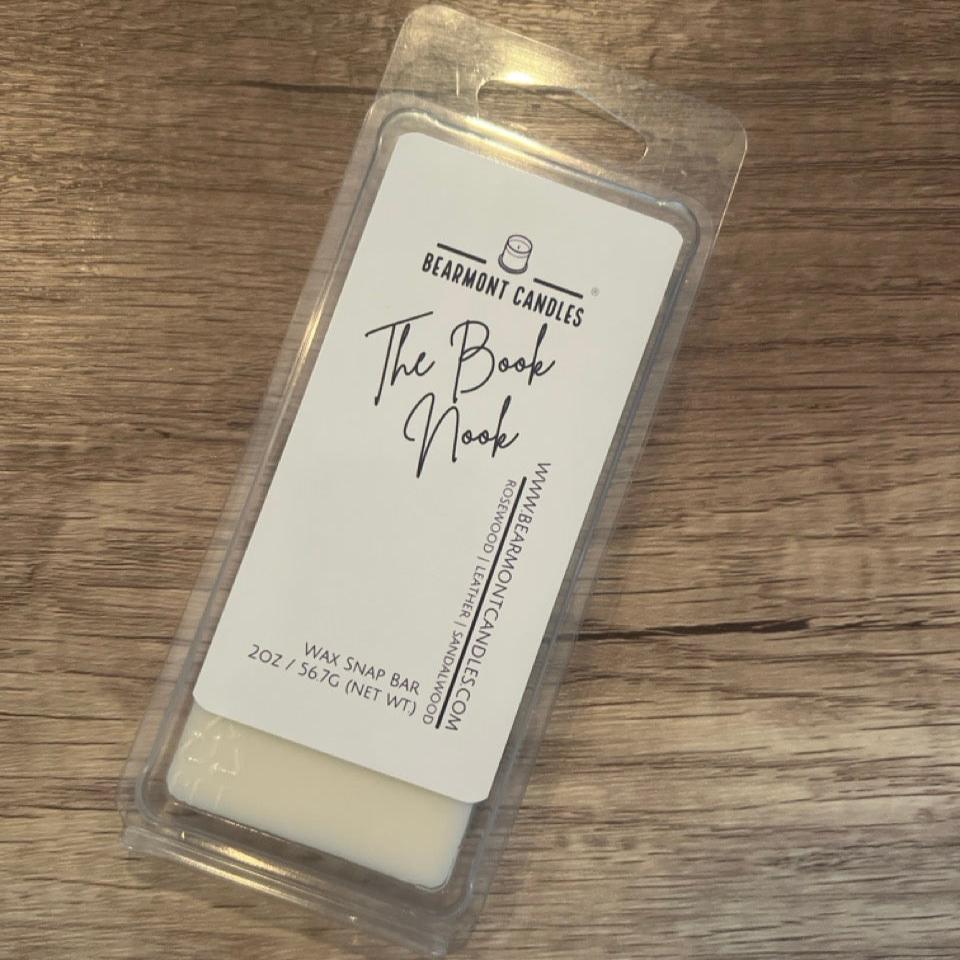 BEARMONT CANDLES ®
The Book
Nook
WWW.BEARMONTCANDLES.COM
ROSEWOOD | LEATHER | SANDALWOOD
WAX SNAP BAR
2OZ / 56.7G (NET WT.)